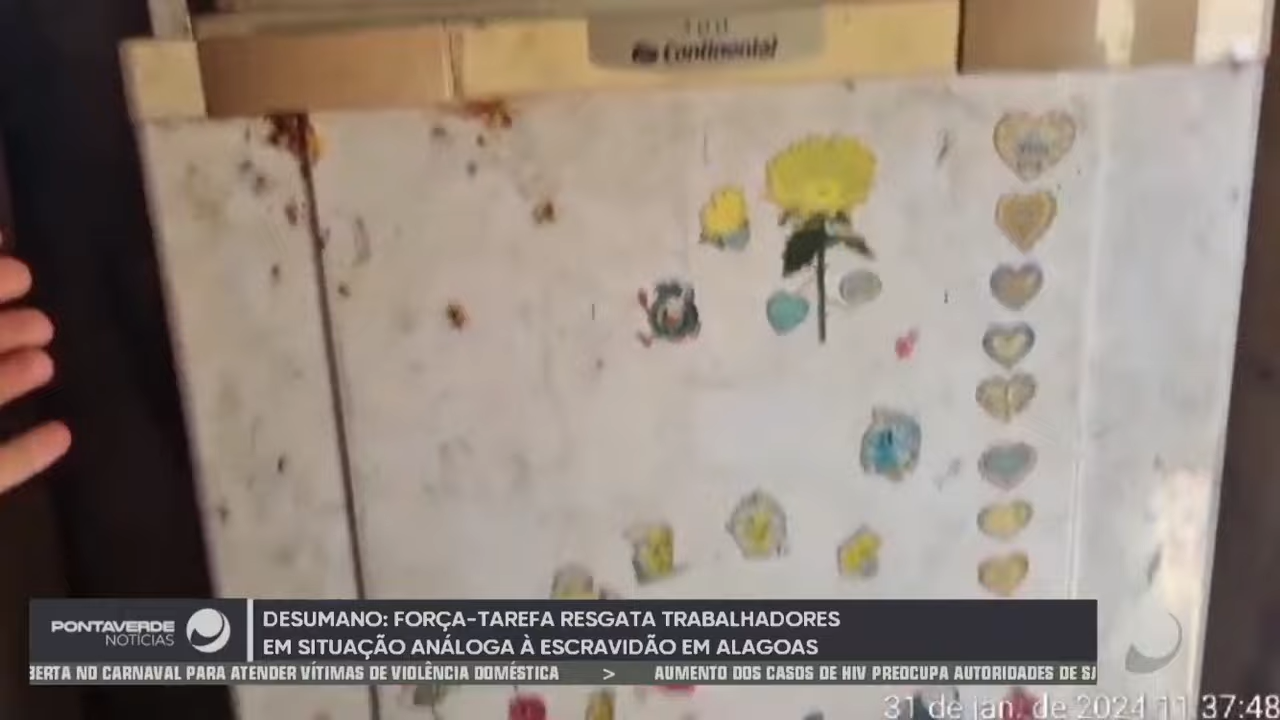 Continental
PONTAVERDE
NOTÍCIAS
DESUMANO: FORÇA-TAREFA RESGATA TRABALHADORES
EM SITUAÇÃO ANÁLOGA À ESCRAVIDÃO EM ALAGOAS
BERTA NO CARNAVAL PARA ATENDER VÍTIMAS DE VIOLÊNCIA DOMÉSTICA > AUMENTO DOS CASOS DE HIV PREOCUPA AUTORIDADES DE SA
31 de jan. de 2024 11:37:48